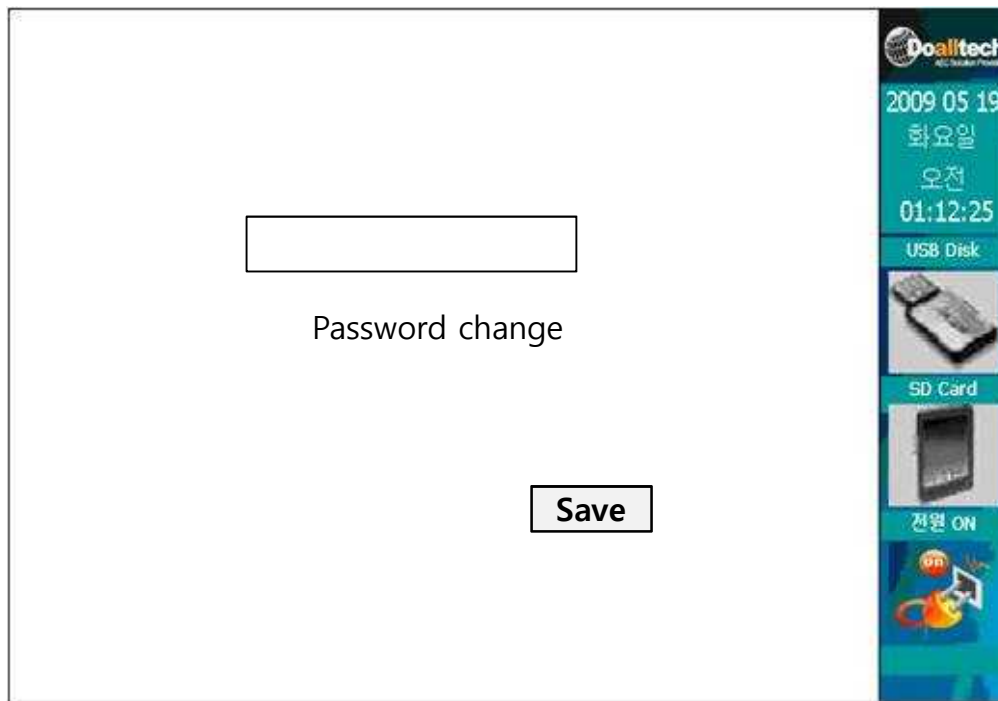 Password change
Save
Doalltech
2009 05 19
화요일
오전
01:12:25
USB Disk
SD Card
전원 ON
on